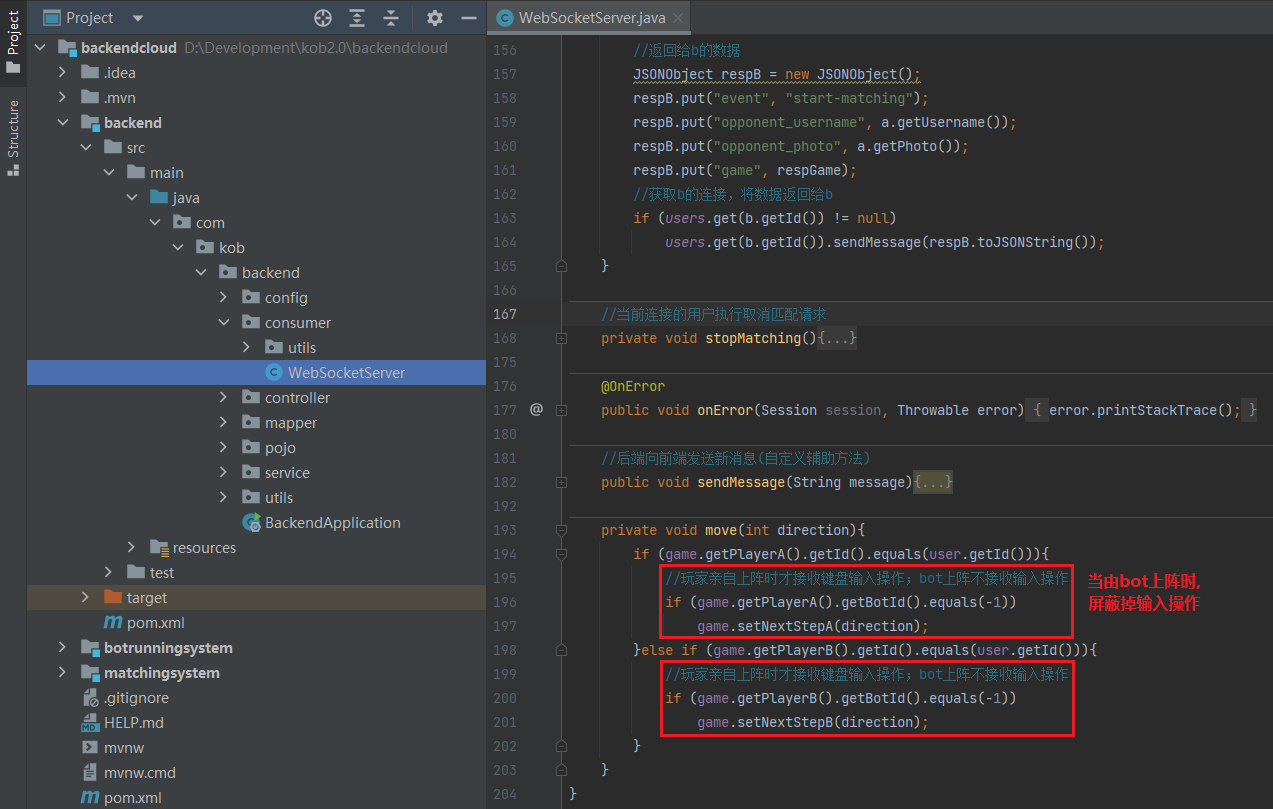 Project
Structure
Project
backendcloud D:\Development\kob2.0\backendcloud
.idea
.mvn
backend
src
main
java
com
kob
backend
config
consumer
utils
WebSocketServer
controller
mapper
pojo
service
utils
BackendApplication
resources
test
target
pom.xml
botrunningsystem
matchingsystem
.gitignore
HELP.md
mvnw
mvnw.cmd
pom.xml
WebSocketServer.java
156 //返回给b的数据
157 JSONObject respB = new JSONObject();
158 respB.put("event", "start-matching");
159 respB.put("opponent_username", a.getUsername());
160 respB.put("opponent_photo", a.getPhoto());
161 respB.put("game", respGame);
162 //获取b的连接，将数据返回给b
163 if (users.get(b.getId()) != null)
164 users.get(b.getId()).sendMessage(respB.toJSONString());
165 }
166
167 //当前连接的用户执行取消匹配请求
168 private void stopMatching(){...}
175
176 @OnError
177 @ public void onError(Session session, Throwable error) { error.printStackTrace(); }
180
181 //后端向前端发送新消息(自定义辅助方法)
182 public void sendMessage(String message){...}
192
193 private void move(int direction){
194 if (game.getPlayerA().getId().equals(user.getId())){
195 //玩家亲自上阵时才接收键盘输入操作；bot上阵不接收输入操作
196 if (game.getPlayerA().getBotId().equals(-1))
197 game.setNextStepA(direction);
198 }else if (game.getPlayerB().getId().equals(user.getId())){
199 //玩家亲自上阵时才接收键盘输入操作；bot上阵不接收输入操作
200 if (game.getPlayerB().getBotId().equals(-1))
201 game.setNextStepB(direction);
202 }
203 }
204 }
当由bot上阵时,
屏蔽掉输入操作